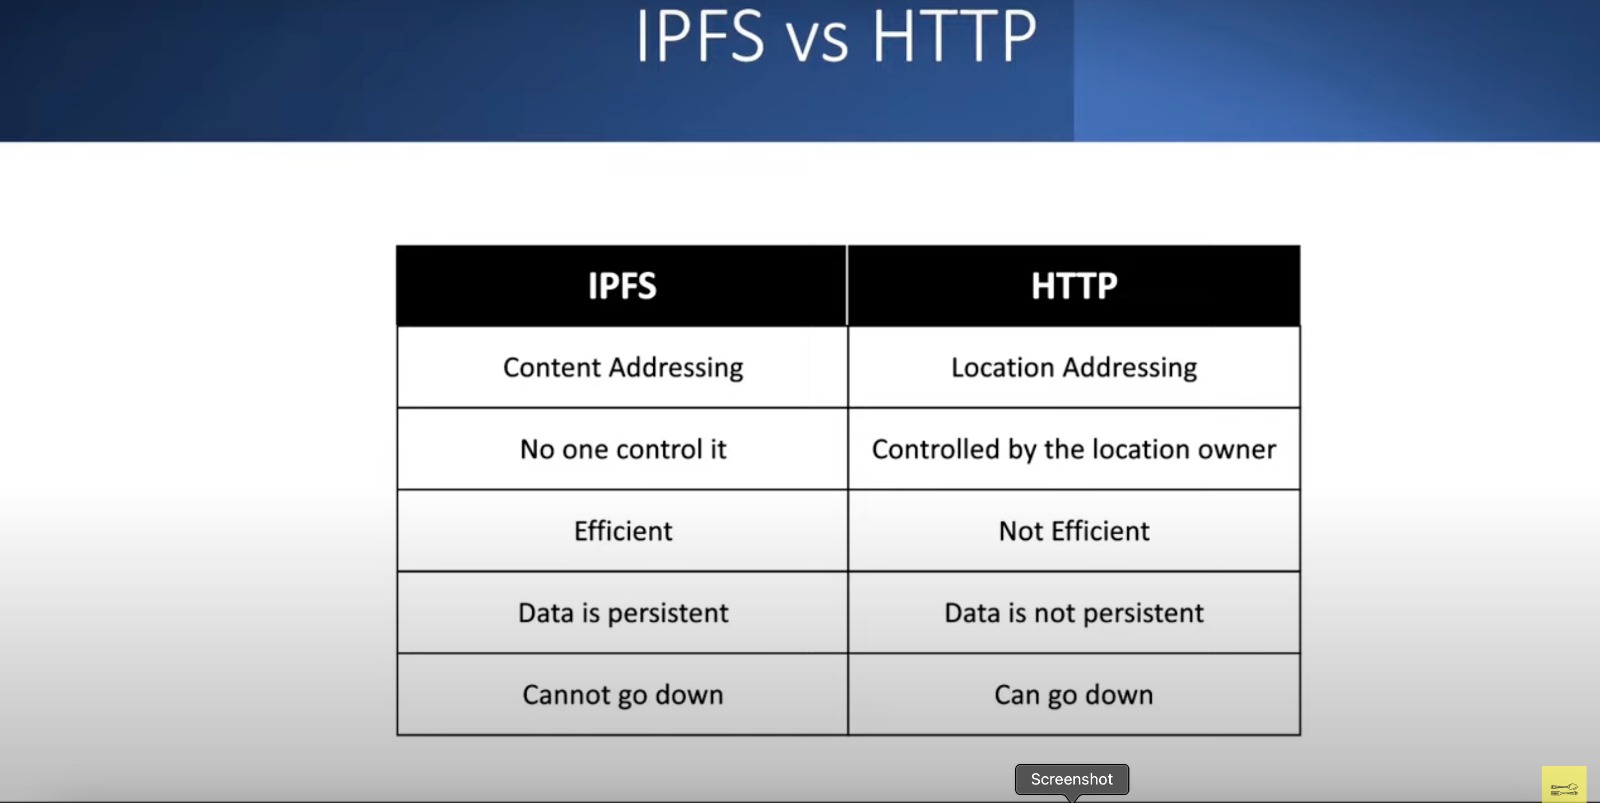 IPFS vs HTTP
IPFS HTTP
Content Addressing Location Addressing
No one control it Controlled by the location owner
Efficient Not Efficient
Data is persistent Data is not persistent
Cannot go down Can go down
Screenshot